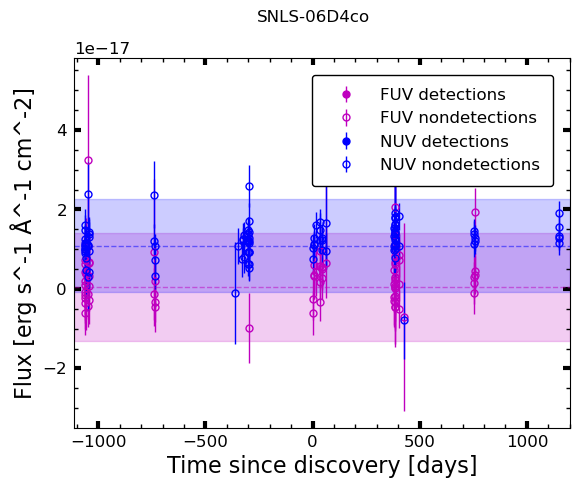 SNLS-06D4co
1e−17
FUV detections
FUV nondetections
NUV detections
NUV nondetections
4
2
0
−2
Flux [erg s^-1 Å^-1 cm^-2]
−1000
−500
0
500
1000
Time since discovery [days]